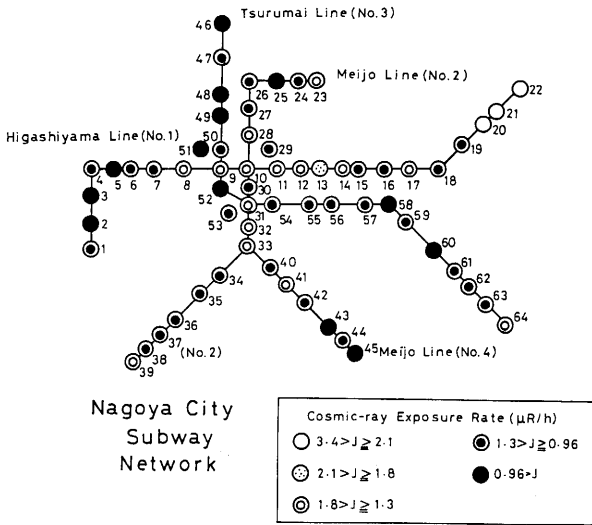 46
Tsurumai Line (No.3)
47
Meijo Line (No.2)
26 25 24 23
22
48
27
21
49
20
Higashiyama Line (No.1)
50
28
51
29
19
4 5 6 7 8 9 10 11 12 13 14 15 16 17 18
30
3
52
58
31 54 55 56 57
59
2
53
32
60
1
33
61
40
62
34
41
63
35
42
64
36
43
37
44
(No.2)
38
45 Meijo Line (No.4)
39
Nagoya City
Subway
Network
Cosmic-ray Exposure Rate (μR/h)
3.4>J≧2.1
1.3>J≧0.96
2.1>J≧1.8
0.96>J
1.8>J≧1.3